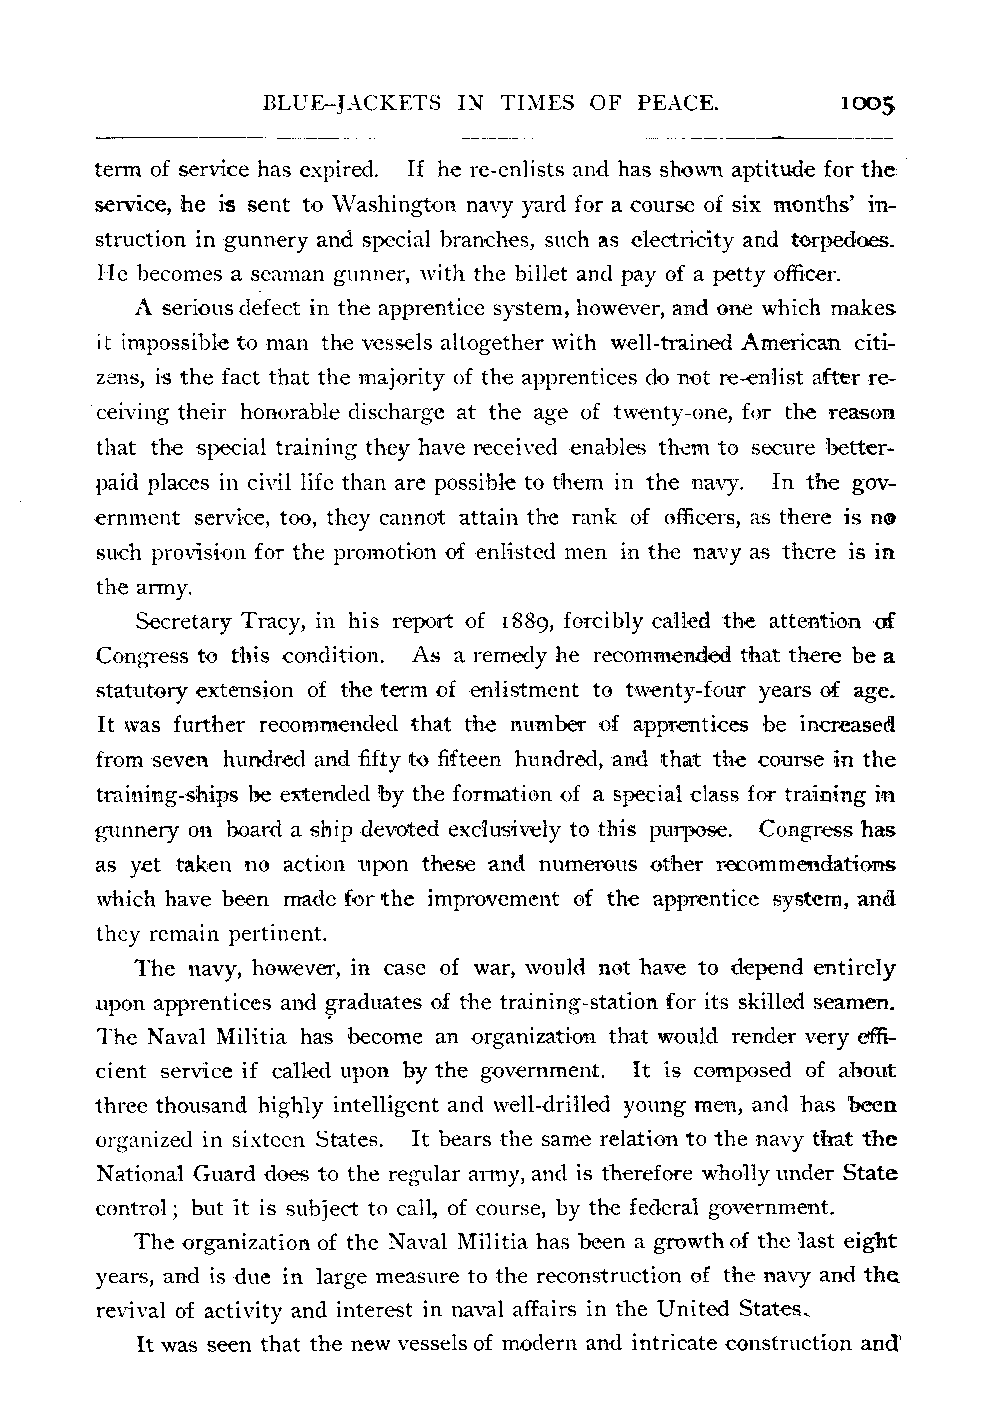 BLUE-JACKETS IN TIMES OF PEACE. 1005
term of service has expired. If he re-enlists and has shown aptitude for the
service, he is sent to Washington navy yard for a course of six months' in-
struction in gunnery and special branches, such as electricity and torpedoes.
He becomes a seaman gunner, with the billet and pay of a petty officer.
A serious defect in the apprentice system, however, and one which makes
it impossible to man the vessels altogether with well-trained American citi-
zens, is the fact that the majority of the apprentices do not re-enlist after re-
ceiving their honorable discharge at the age of twenty-one, for the reason
that the special training they have received enables them to secure better-
paid places in civil life than are possible to them in the navy. In the gov-
ernment service, too, they cannot attain the rank of officers, as there is no
such provision for the promotion of enlisted men in the navy as there is in
the army.
Secretary Tracy, in his report of 1889, forcibly called the attention of
Congress to this condition. As a remedy he recommended that there be a
statutory extension of the term of enlistment to twenty-four years of age.
It was further recommended that the number of apprentices be increased
from seven hundred and fifty to fifteen hundred, and that the course in the
training-ships be extended by the formation of a special class for training in
gunnery on board a ship devoted exclusively to this purpose. Congress has
as yet taken no action upon these and numerous other recommendations
which have been made for the improvement of the apprentice system, and
they remain pertinent.
The navy, however, in case of war, would not have to depend entirely
upon apprentices and graduates of the training-station for its skilled seamen.
The Naval Militia has become an organization that would render very effi-
cient service if called upon by the government. It is composed of about
three thousand highly intelligent and well-drilled young men, and has been
organized in sixteen States. It bears the same relation to the navy that the
National Guard does to the regular army, and is therefore wholly under State
control; but it is subject to call, of course, by the federal government.
The organization of the Naval Militia has been a growth of the last eight
years, and is due in large measure to the reconstruction of the navy and the
revival of activity and interest in naval affairs in the United States.
It was seen that the new vessels of modern and intricate construction and